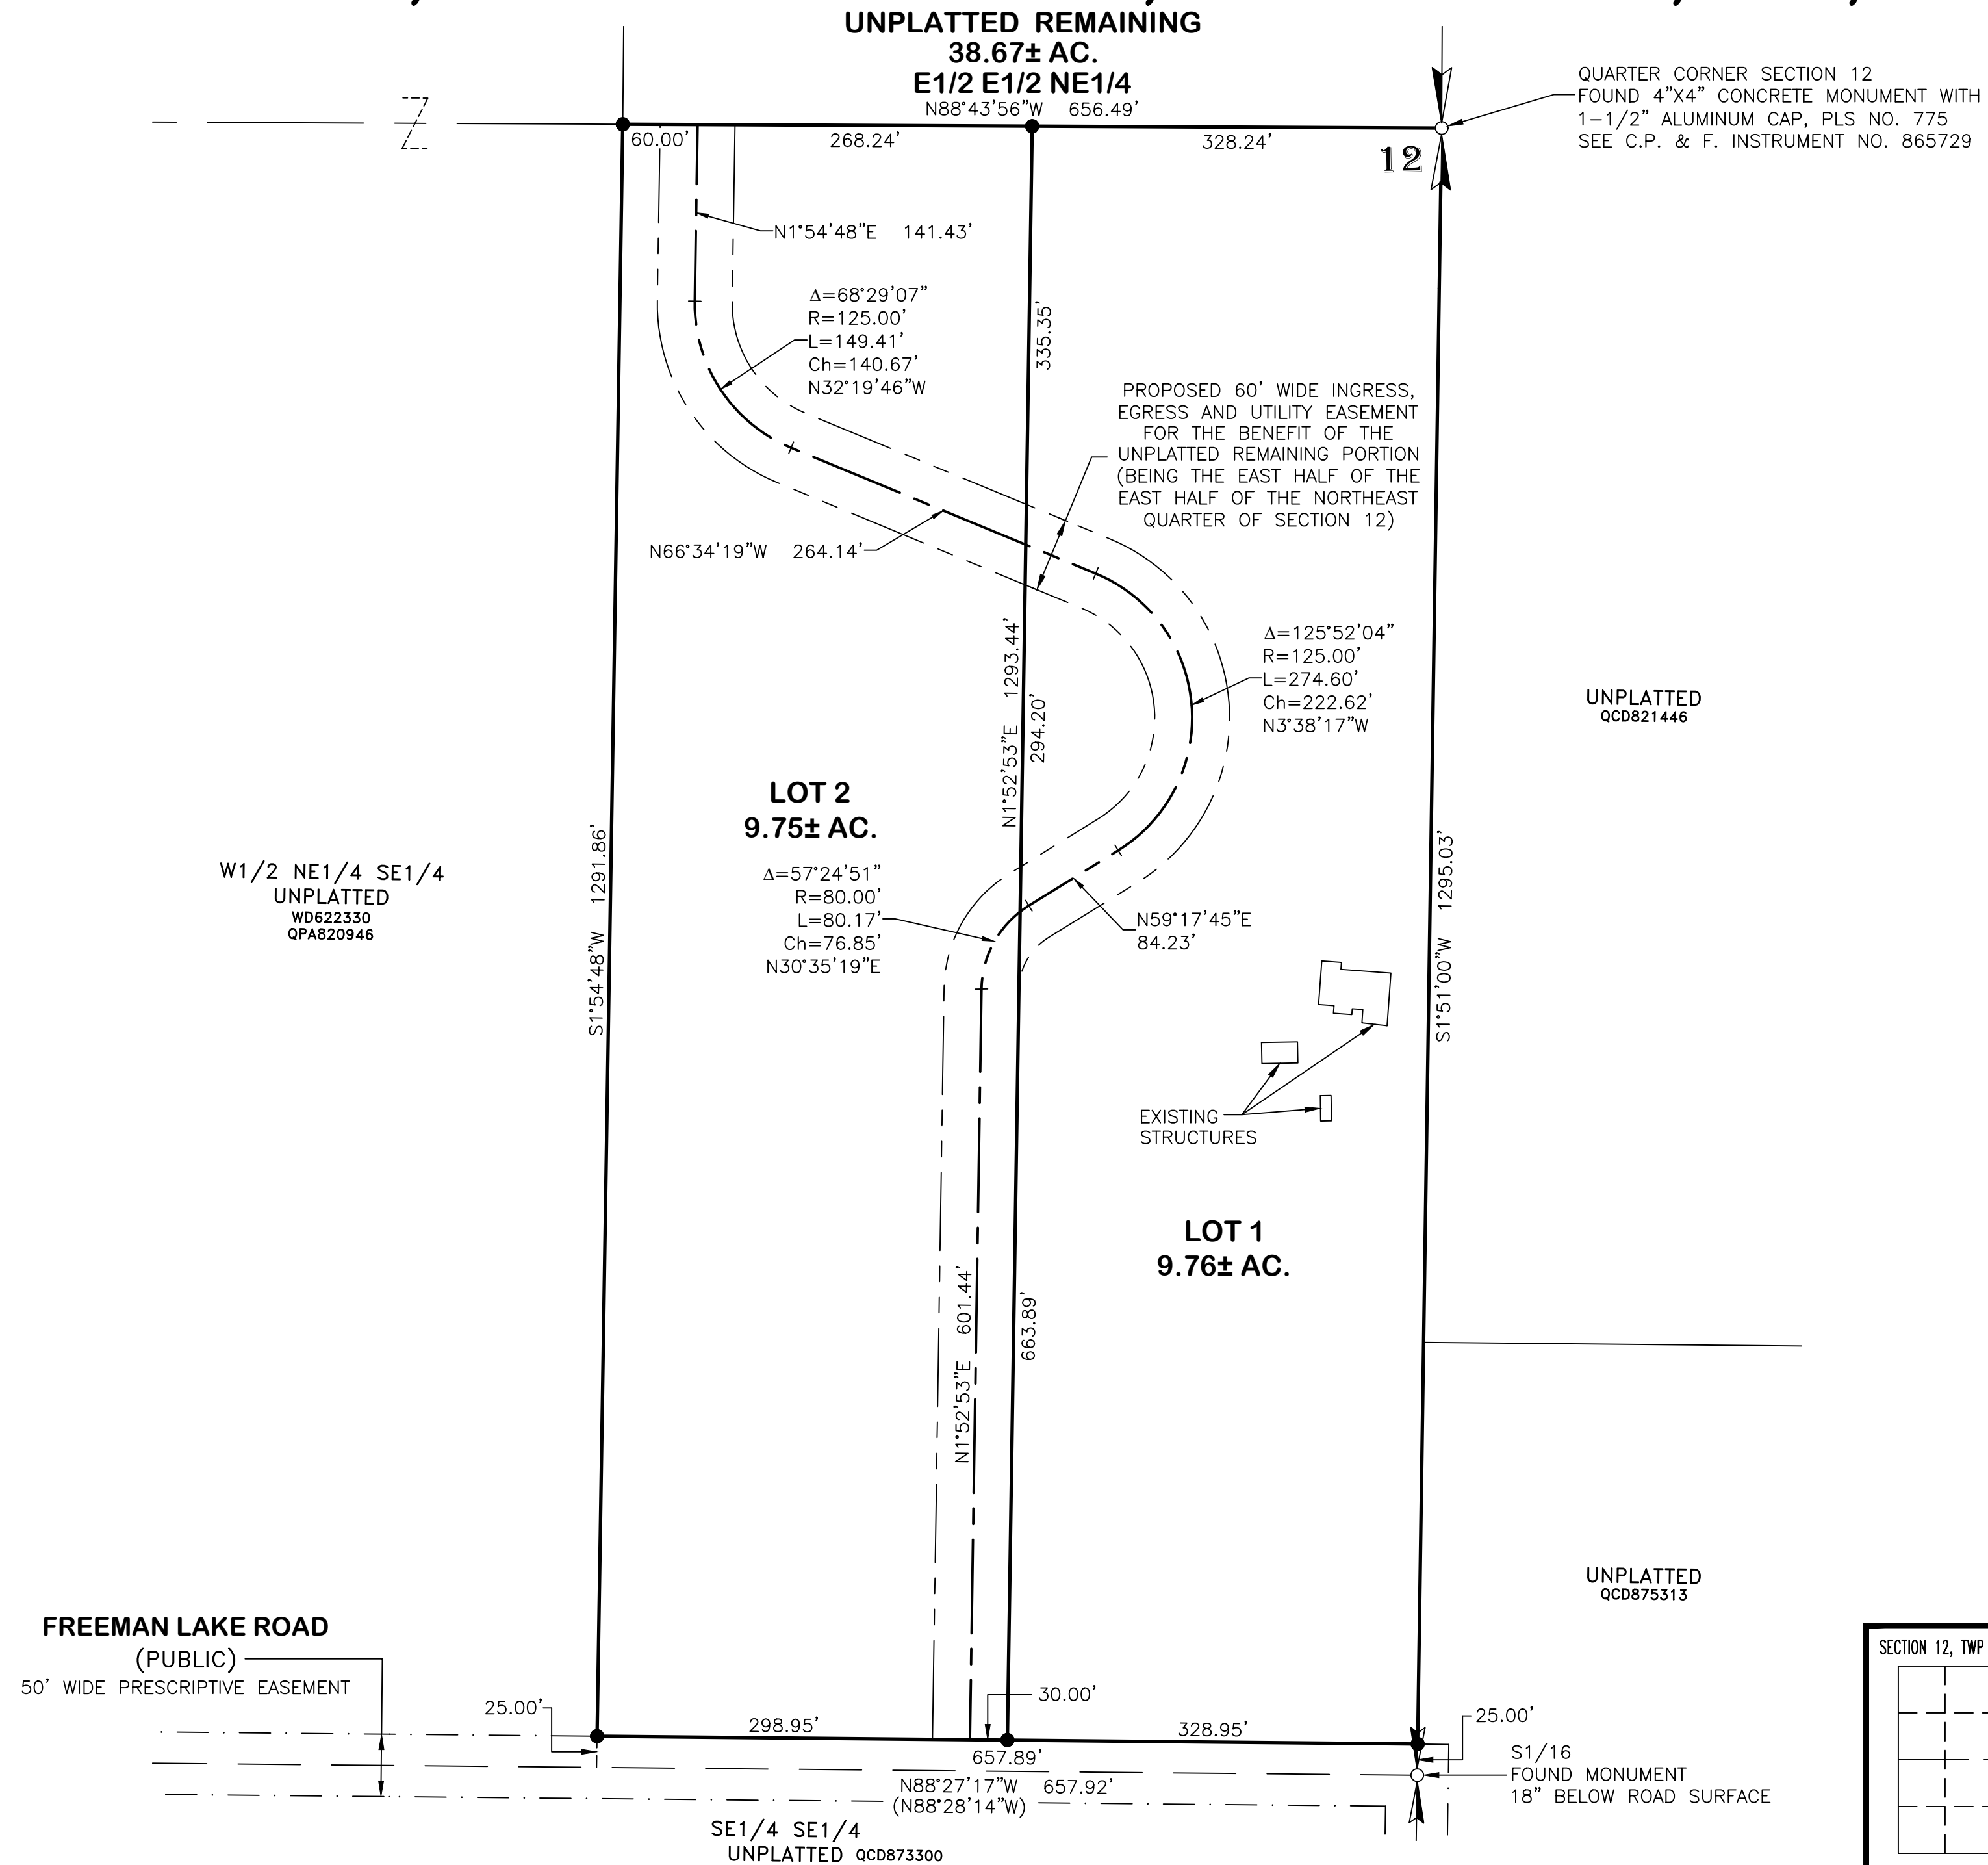 UNPLATTED REMAINING
38.67± AC.
E1/2 E1/2 NE1/4
N88°43'56"W 656.49'
60.00'
268.24'
328.24'
12
QUARTER CORNER SECTION 12
FOUND 4"X4" CONCRETE MONUMENT WITH
1-1/2" ALUMINUM CAP, PLS NO. 775
SEE C.P. & F. INSTRUMENT NO. 865729
N1°54'48"E 141.43'
Δ=68°29'07"
R=125.00'
L=149.41'
Ch=140.67'
N32°19'46"W
335.35'
PROPOSED 60' WIDE INGRESS,
EGRESS AND UTILITY EASEMENT
FOR THE BENEFIT OF THE
UNPLATTED REMAINING PORTION
(BEING THE EAST HALF OF THE
EAST HALF OF THE NORTHEAST
QUARTER OF SECTION 12)
N66°34'19"W 264.14'
Δ=125°52'04"
R=125.00'
L=274.60'
Ch=222.62'
N3°38'17"W
N1°52'53"E 1293.44'
294.20'
UNPLATTED
QCD821446
LOT 2
9.75± AC.
S1°54'48"W 1291.86'
W1/2 NE1/4 SE1/4
UNPLATTED
WD622330
QPA820946
Δ=57°24'51"
R=80.00'
L=80.17'
Ch=76.85'
N30°35'19"E
N59°17'45"E
84.23'
S1°51'00"W 1295.03'
EXISTING
STRUCTURES
LOT 1
9.76± AC.
N1°52'53"E 601.44'
663.89'
UNPLATTED
QCD875313
FREEMAN LAKE ROAD
(PUBLIC)
50' WIDE PRESCRIPTIVE EASEMENT
25.00'
298.95'
30.00'
328.95'
25.00'
657.89'
N88°27'17"W 657.92'
(N88°28'14"W)
S1/16
FOUND MONUMENT
18" BELOW ROAD SURFACE
SE1/4 SE1/4
UNPLATTED QCD873300
SECTION 12, TWP